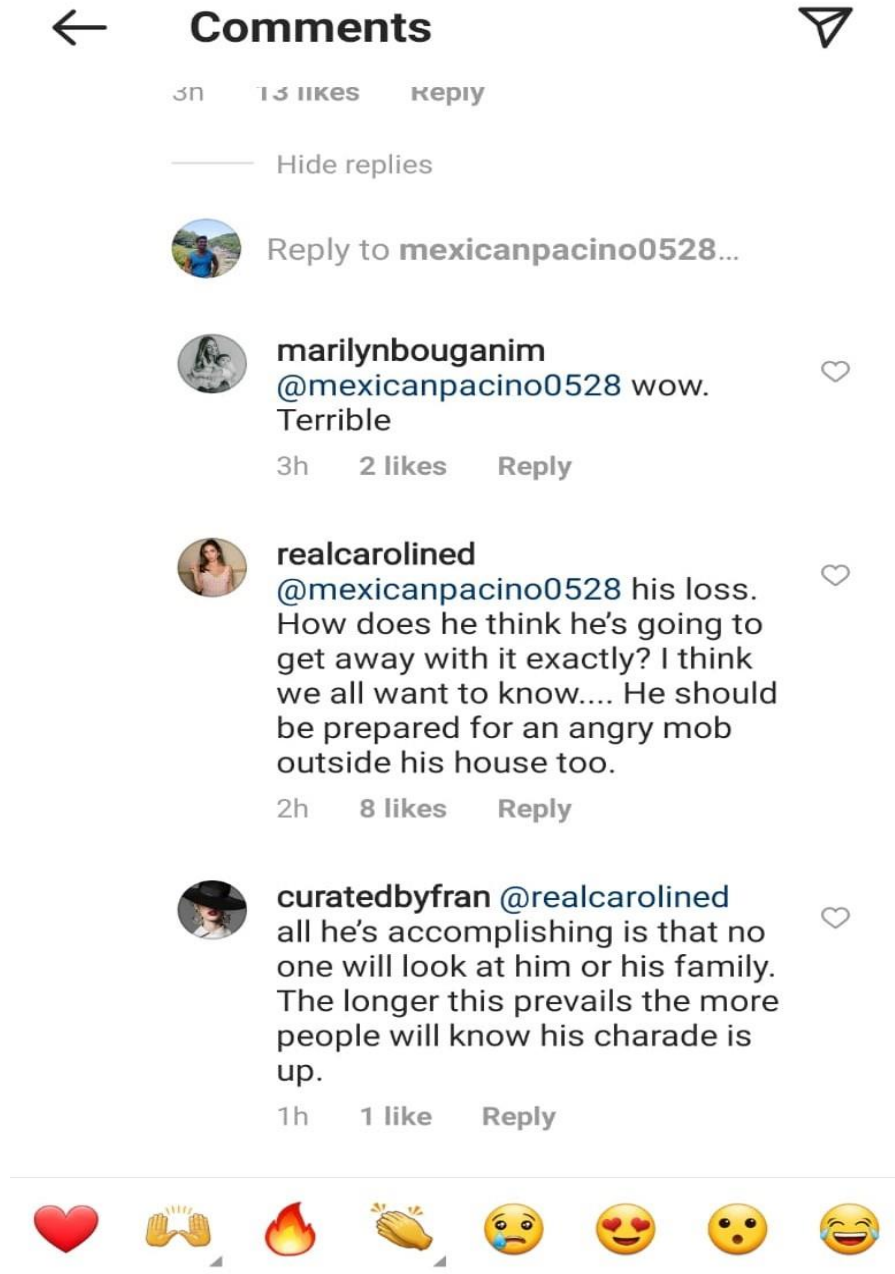 Comments
3h 13 likes Reply
Hide replies
Reply to mexicanpacino0528...
marilynbouganim
@mexicanpacino0528 wow.
Terrible
3h 2 likes Reply
realcarolined
@mexicanpacino0528 his loss.
How does he think he's going to
get away with it exactly? I think
we all want to know.... He should
be prepared for an angry mob
outside his house too.
2h 8 likes Reply
curatedbyfran @realcarolined
all he's accomplishing is that no
one will look at him or his family.
The longer this prevails the more
people will know his charade is
up.
1h 1 like Reply